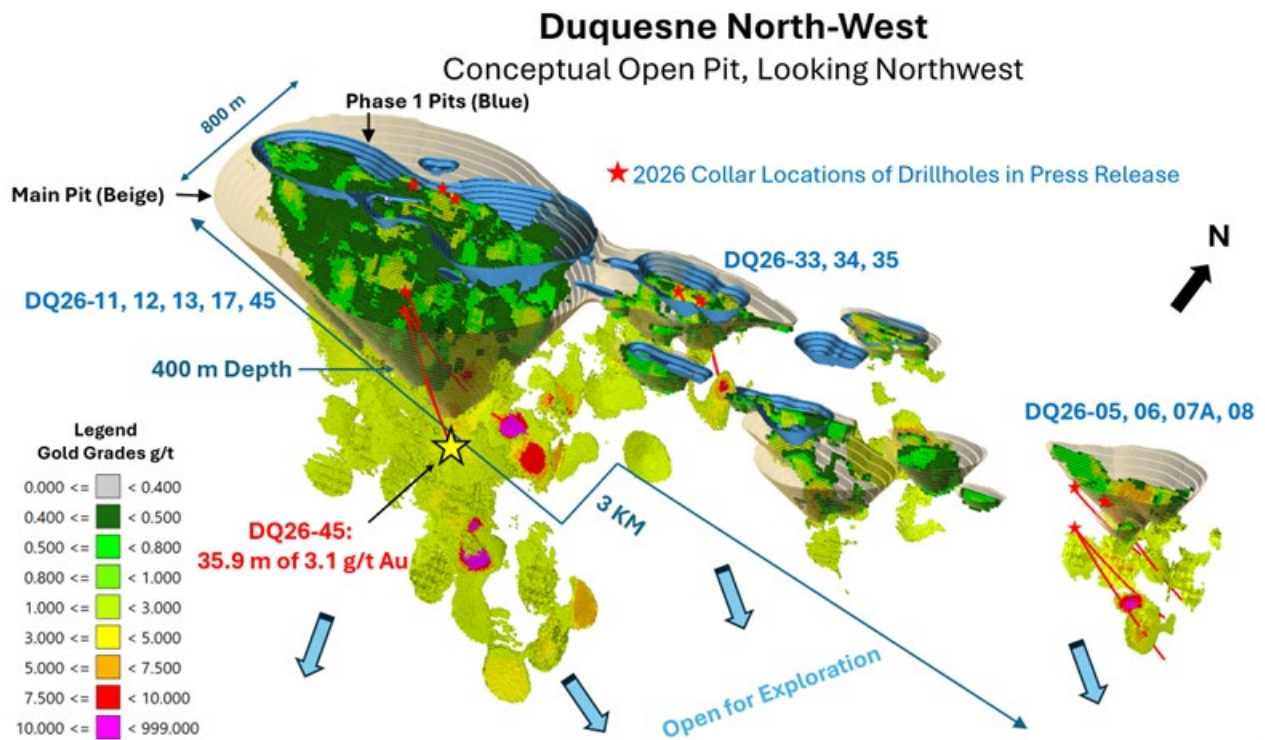 Duquesne North-West
Conceptual Open Pit, Looking Northwest
800 m
Phase 1 Pits (Blue)
2026 Collar Locations of Drillholes in Press Release
Main Pit (Beige)
N
DQ26-33, 34, 35
DQ26-11, 12, 13, 17, 45
400 m Depth
DQ26-05, 06, 07A, 08
Legend
Gold Grades g/t
0.000 <= < 0.400
0.400 <= < 0.500
0.500 <= < 0.800
0.800 <= < 1.000
1.000 <= < 3.000
3.000 <= < 5.000
5.000 <= < 7.500
7.500 <= < 10.000
10.000 <= < 999.000
3 KM
DQ26-45:
35.9 m of 3.1 g/t Au
Open for Exploration